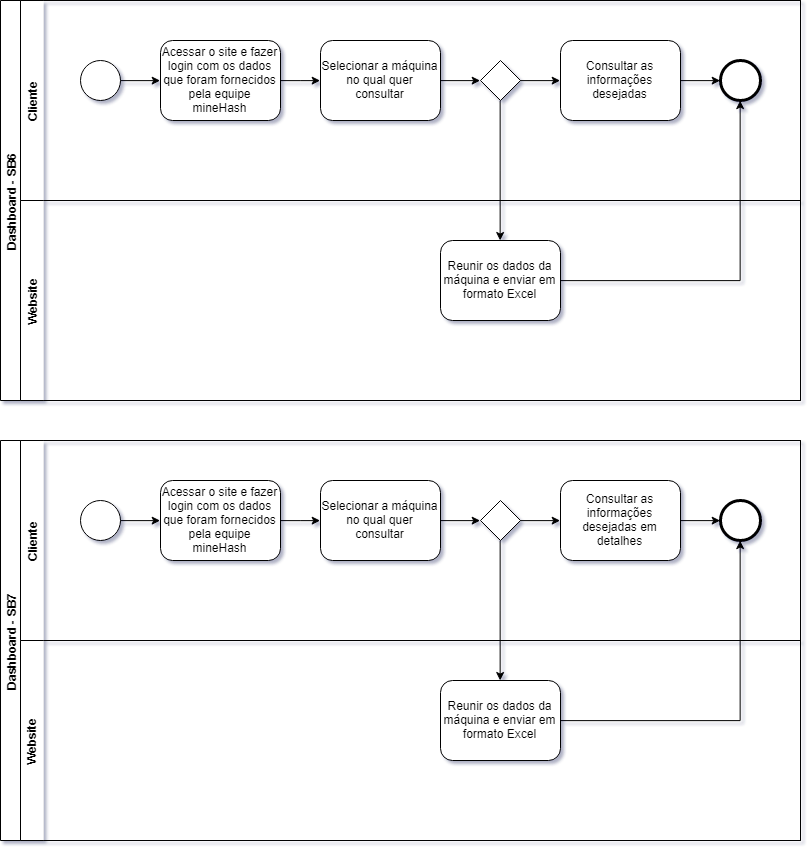 Dashboard - SB6
Cliente
Acessar o site e fazer
login com os dados
que foram fornecidos
pela equipe
mineHash
Selecionar a máquina
no qual quer
consultar
Consultar as
informações
desejadas
Website
Reunir os dados da
máquina e enviar em
formato Excel
Dashboard - SB7
Cliente
Acessar o site e fazer
login com os dados
que foram fornecidos
pela equipe
mineHash
Selecionar a máquina
no qual quer
consultar
Consultar as
informações
desejadas em
detalhes
Website
Reunir os dados da
máquina e enviar em
formato Excel